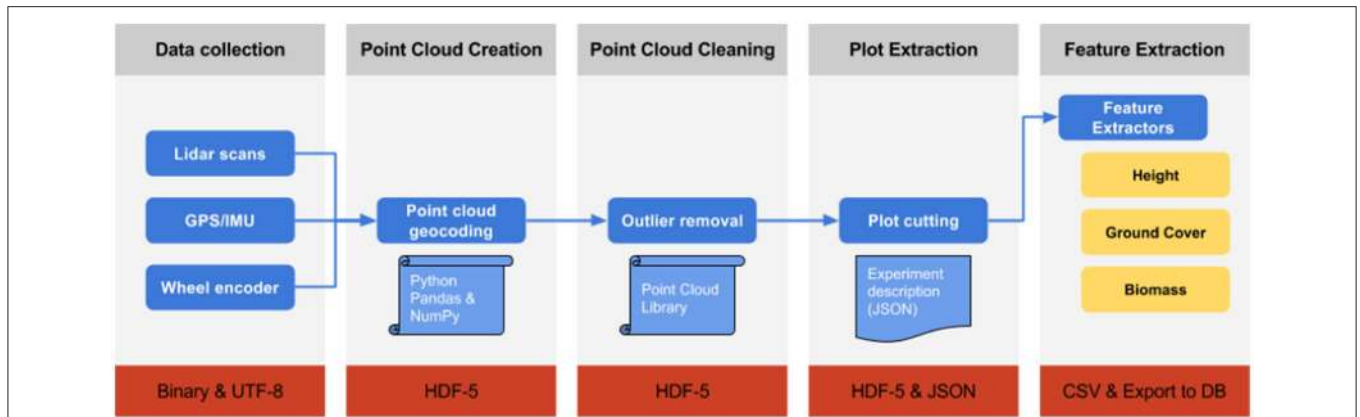 Data collection
Point Cloud Creation
Point Cloud Cleaning
Plot Extraction
Feature Extraction
Lidar scans
GPS/IMU
Wheel encoder
Point cloud
geocoding
Python
Pandas &
NumPy
Outlier removal
Point Cloud
Library
Plot cutting
Experiment
description
(JSON)
Feature
Extractors
Height
Ground Cover
Biomass
Binary & UTF-8
HDF-5
HDF-5
HDF-5 & JSON
CSV & Export to DB